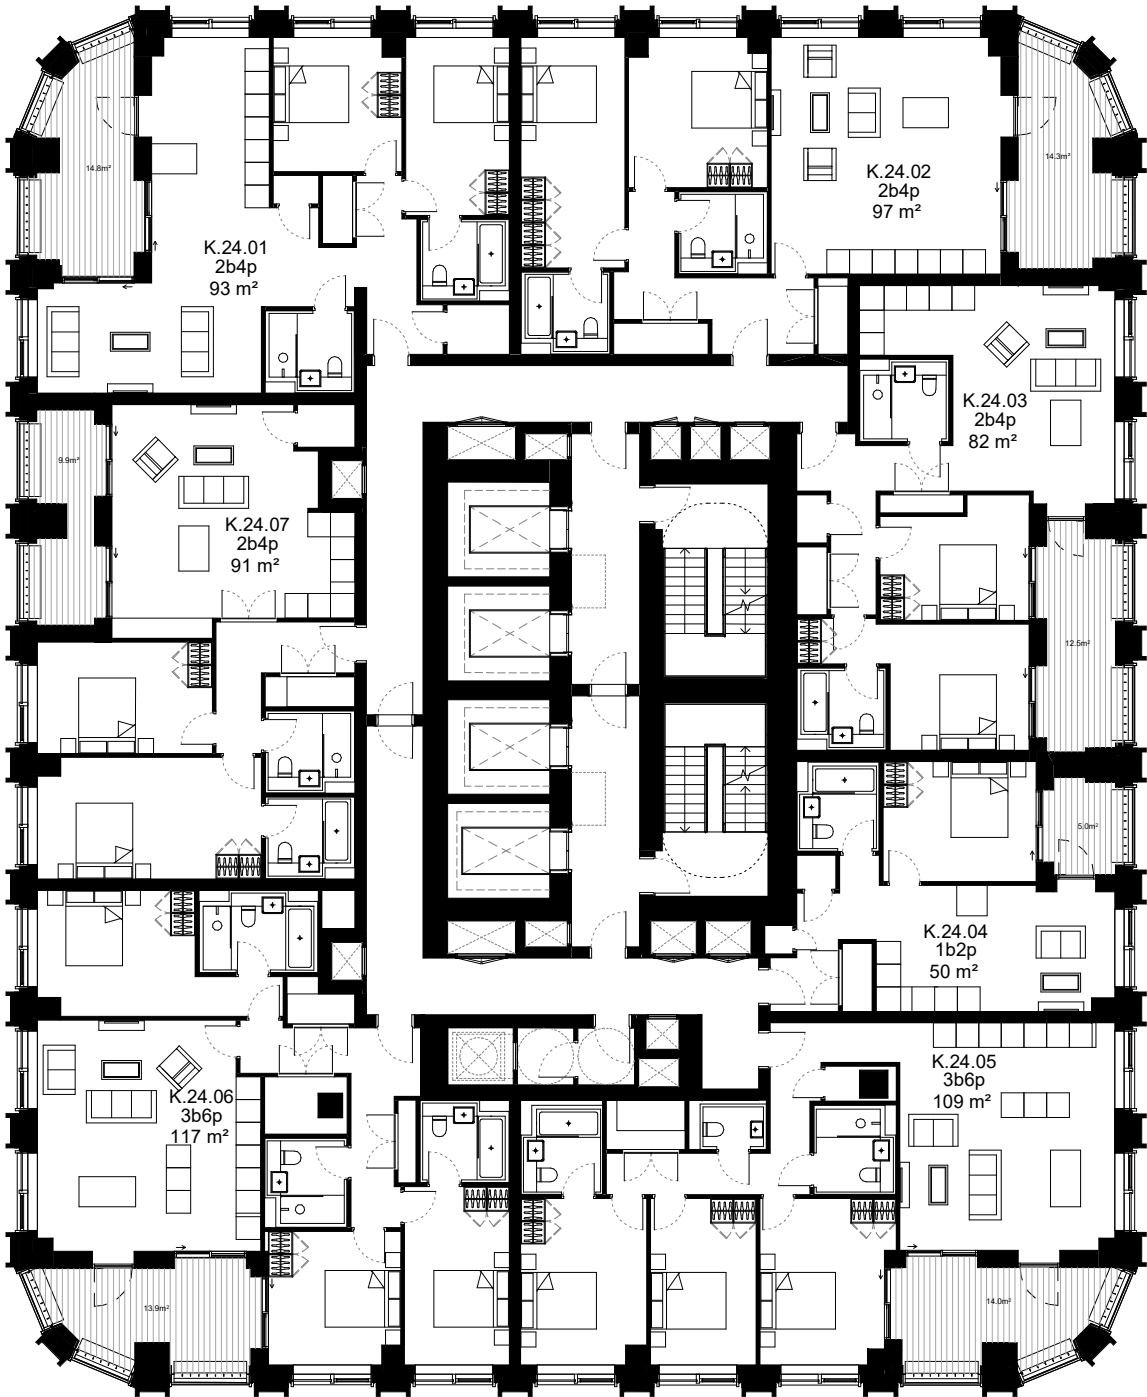 14.8m²
14.3m²
K.24.02
2b4p
97 m²
K.24.01
2b4p
93 m²
K.24.03
2b4p
82 m²
9.9m²
K.24.07
2b4p
91 m²
12.5m²
5.0m²
K.24.04
1b2p
50 m²
K.24.05
3b6p
109 m²
K.24.06
3b6p
117 m²
13.9m²
14.0m²